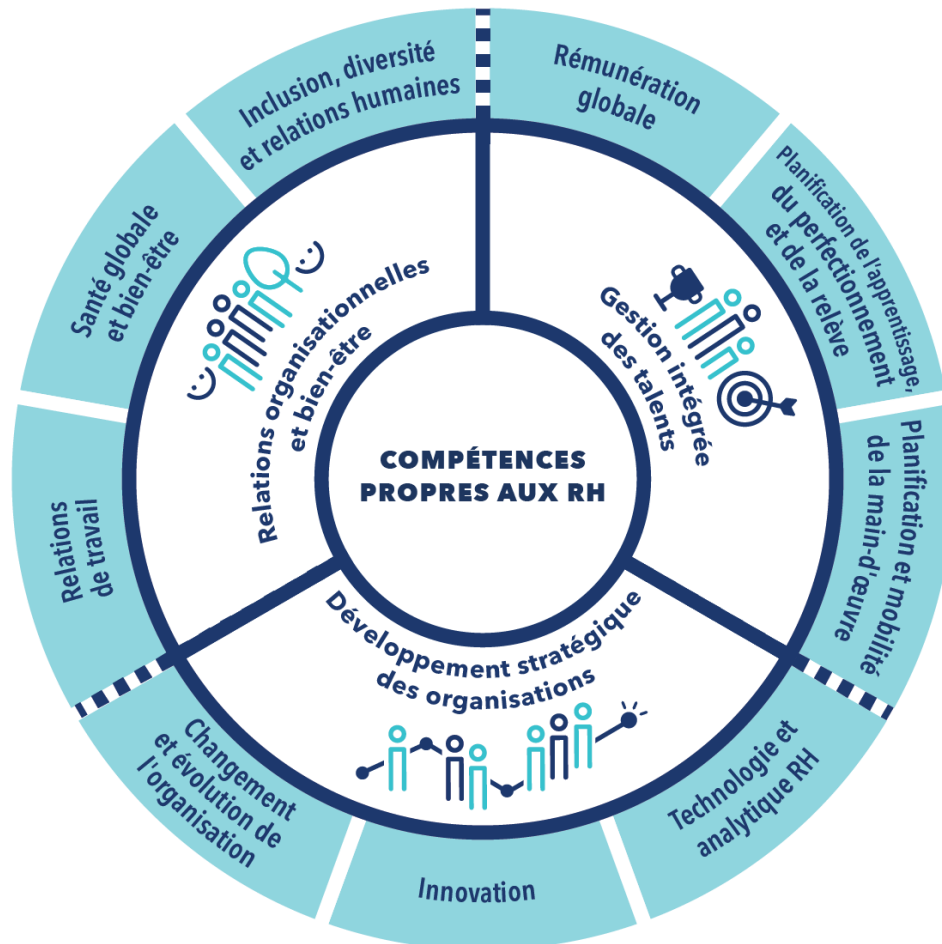 COMPÉTENCES
PROPRES AUX RH
Gestion intégrée
des talents
Rémunération
globale
Planification de l'apprentissage,
du perfectionnement
et de la relève
Planification et mobilité
de la main-d'œuvre
Développement stratégique
des organisations
Technologie et
analytique RH
Innovation
Changement
et évolution de
l'organisation
Relations organisationnelles
et bien-être
Relations
de travail
Santé globale
et bien-être
Inclusion, diversité
et relations humaines